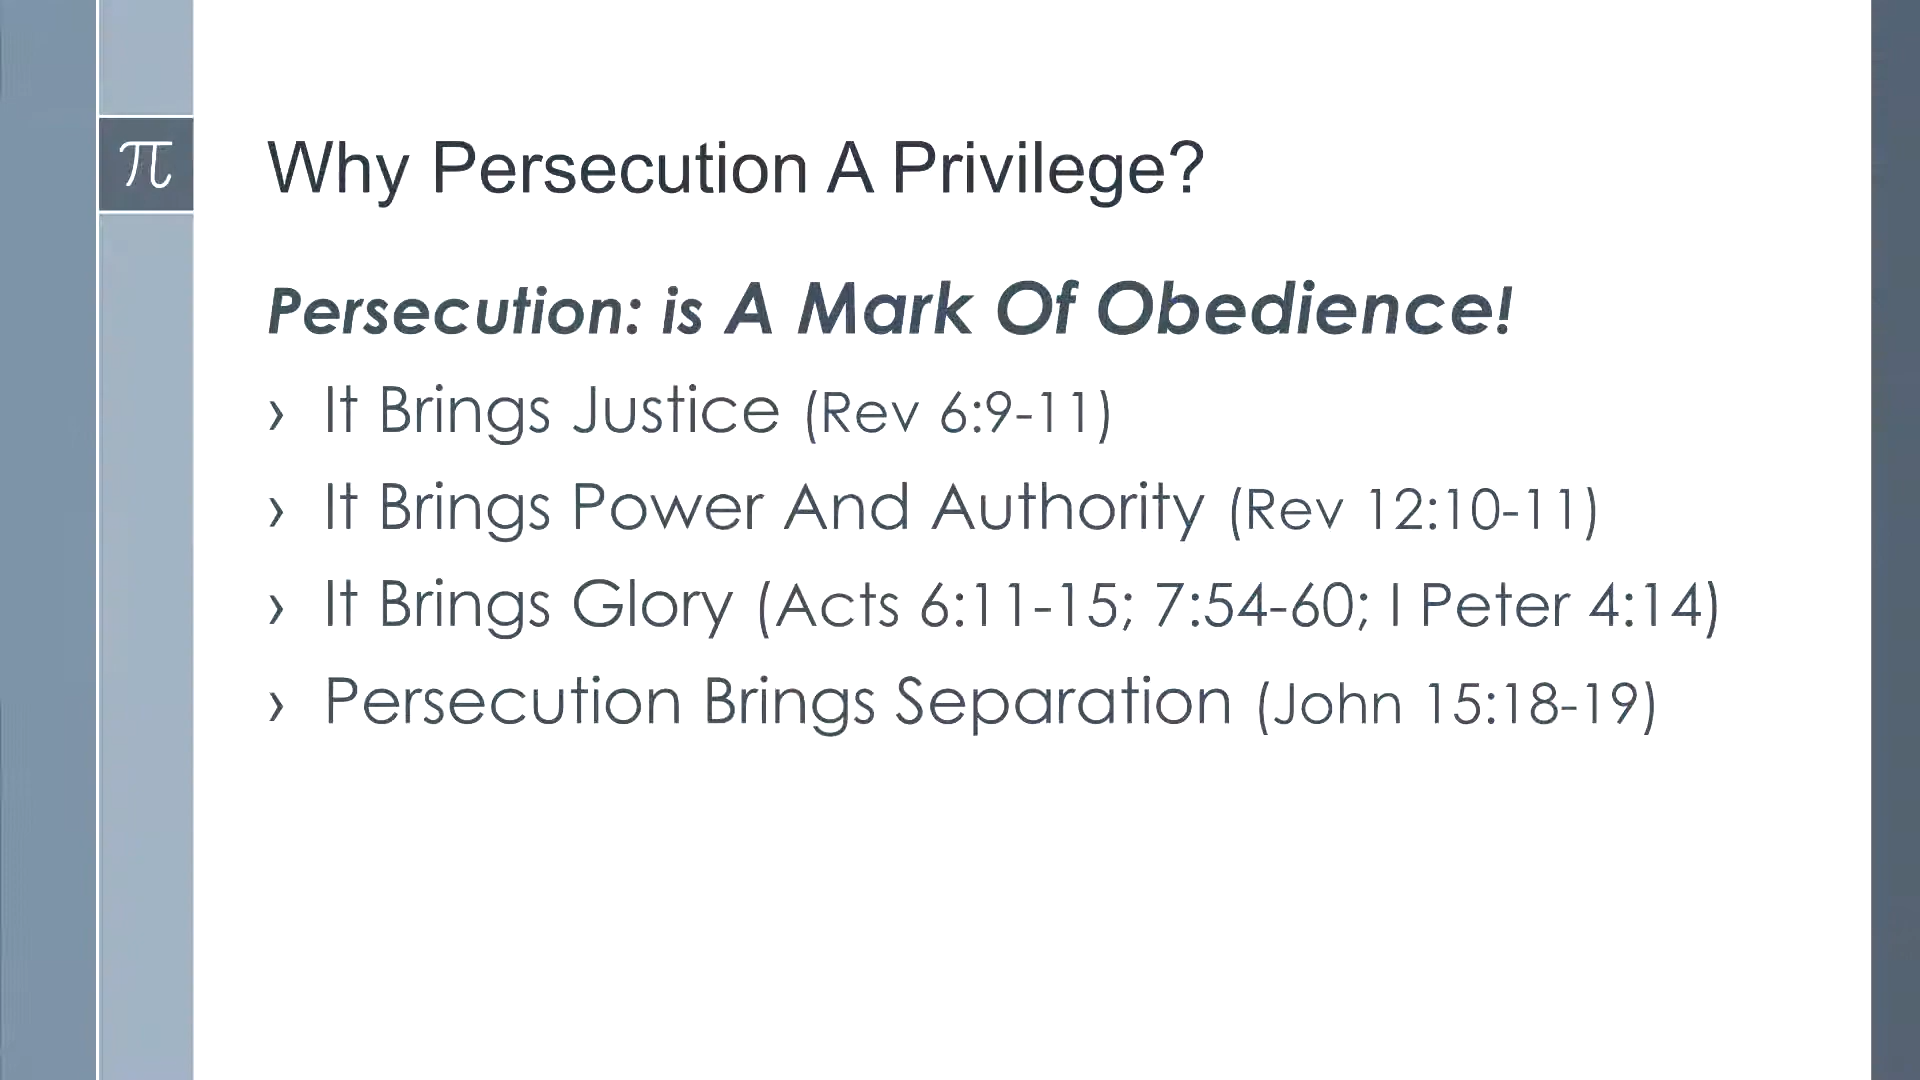 π
Why Persecution A Privilege?
Persecution: is A Mark Of Obedience!
› It Brings Justice (Rev 6:9-11)
› It Brings Power And Authority (Rev 12:10-11)
› It Brings Glory (Acts 6:11-15; 7:54-60; I Peter 4:14)
› Persecution Brings Separation (John 15:18-19)